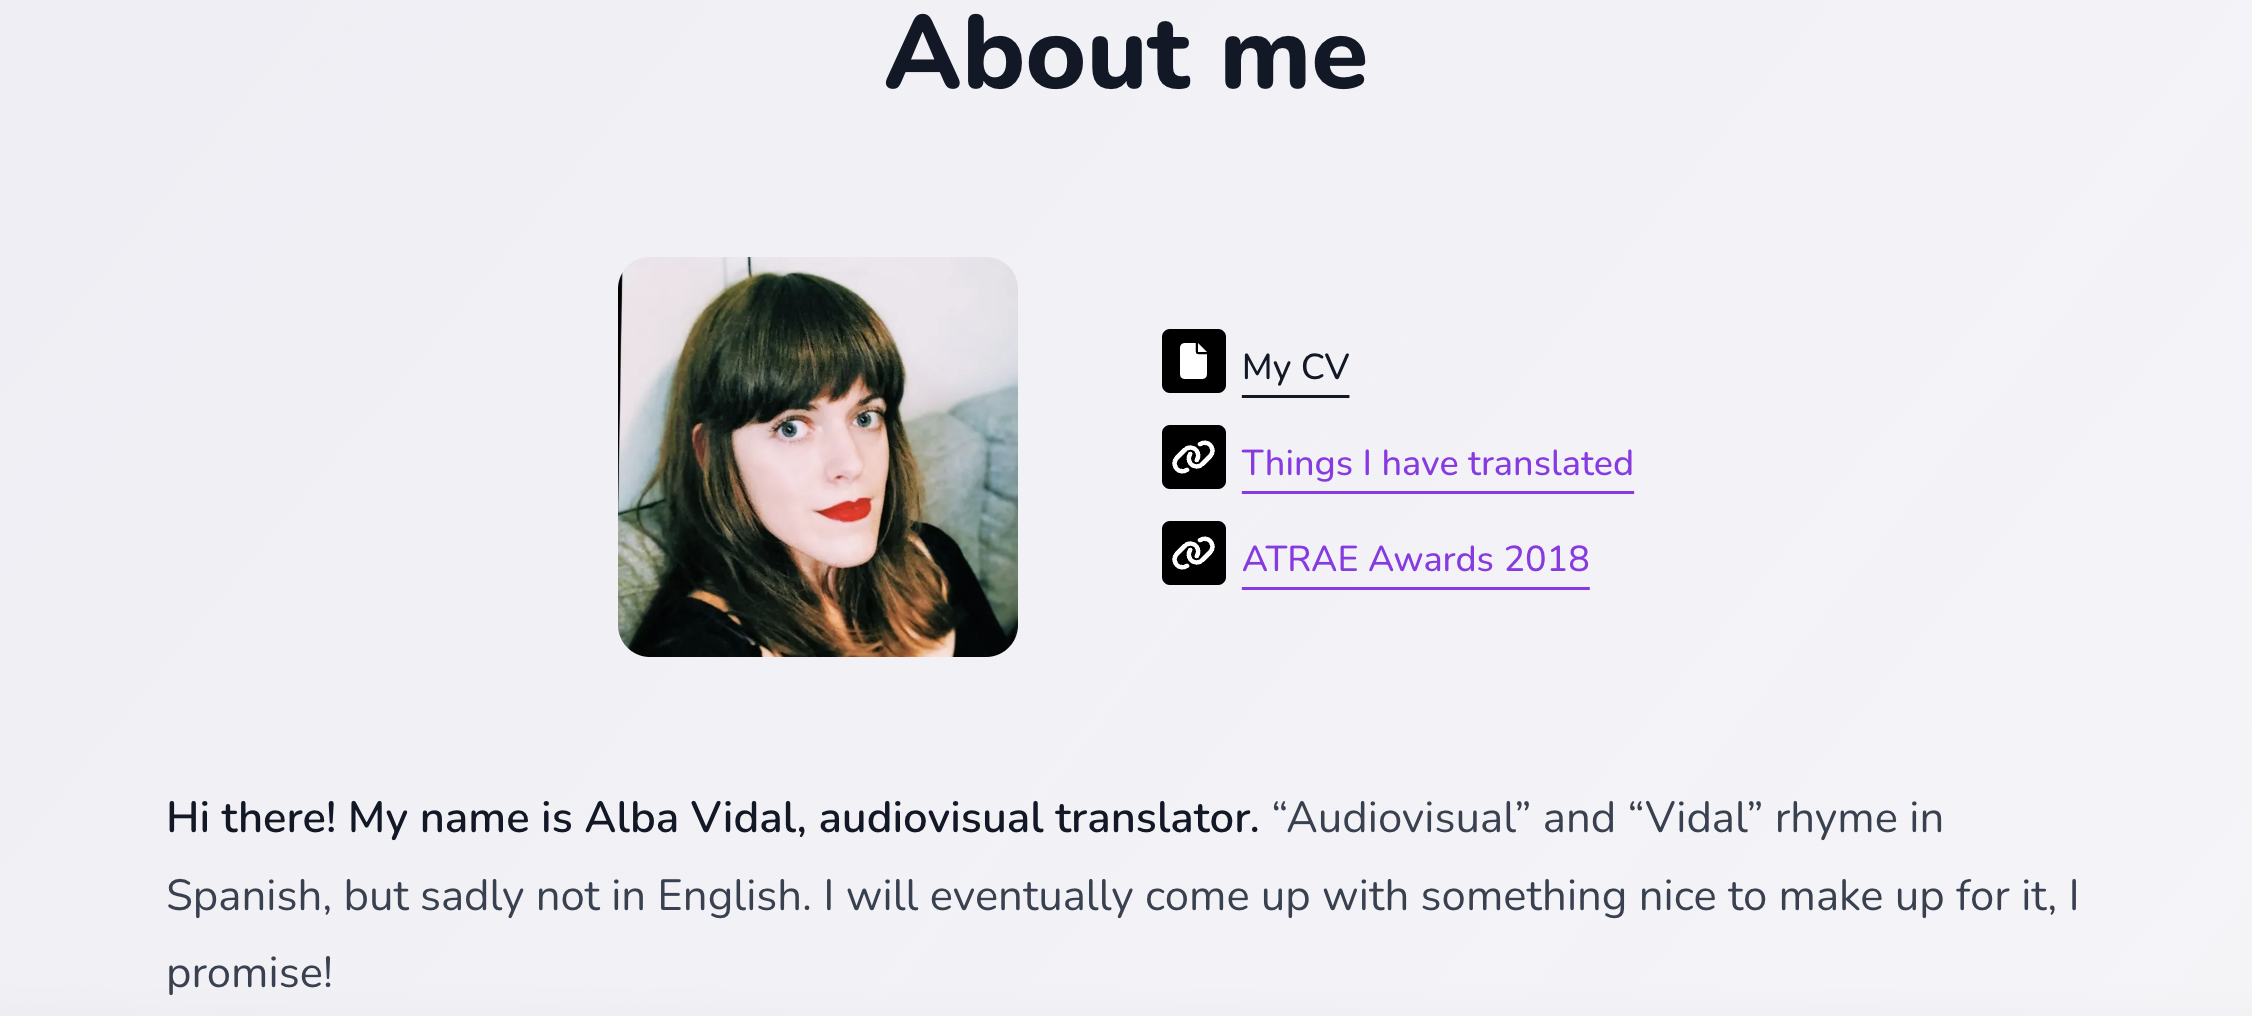 About me
My CV
Things I have translated
ATRAE Awards 2018
Hi there! My name is Alba Vidal, audiovisual translator. “Audiovisual” and “Vidal” rhyme in
Spanish, but sadly not in English. I will eventually come up with something nice to make up for it, I
promise!